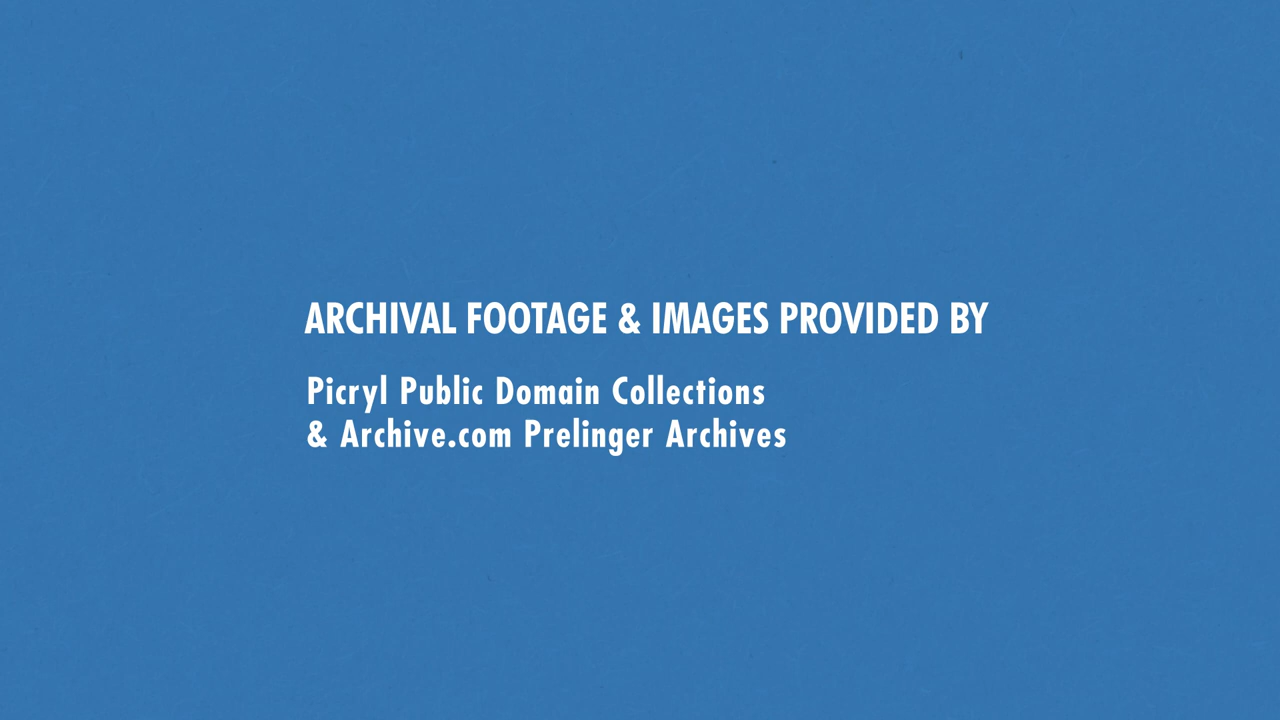 ARCHIVAL FOOTAGE & IMAGES PROVIDED BY
Picryl Public Domain Collections
& Archive.com Prelinger Archives